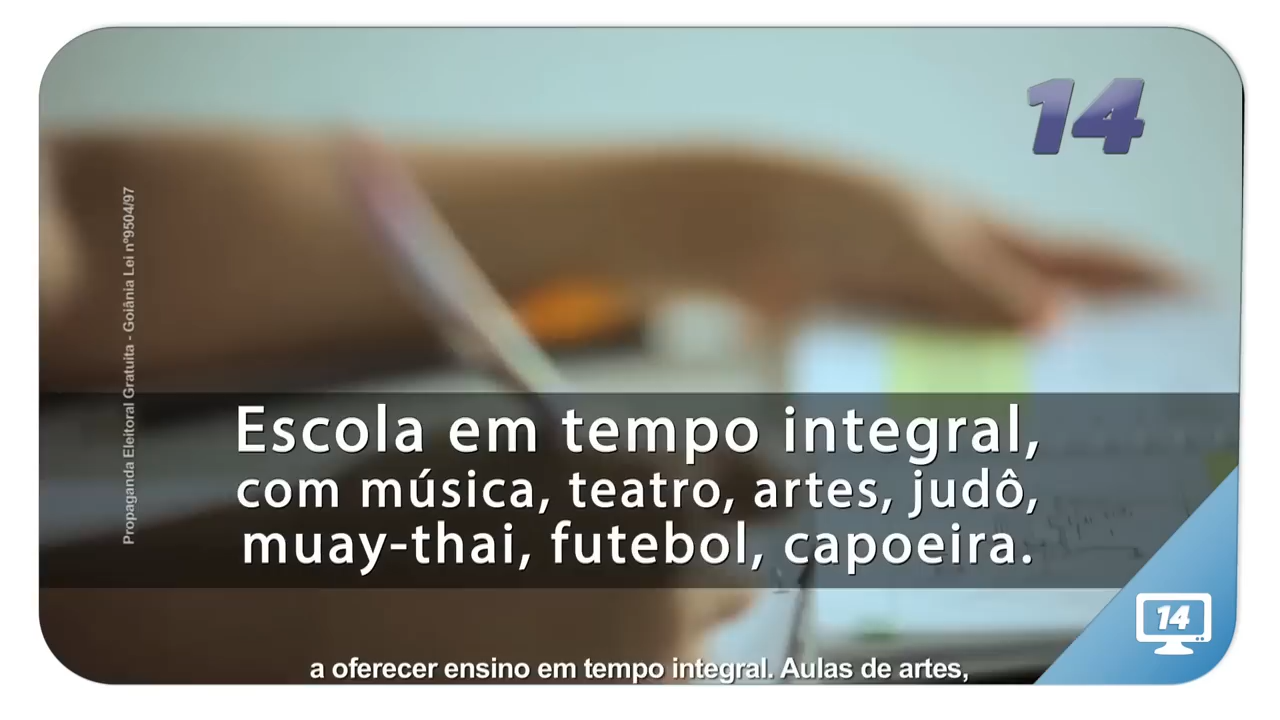 14
Propaganda Eleitoral Gratuita - Goiânia Lei nº9504/97
Escola em tempo integral,
com música, teatro, artes, judô,
muay-thai, futebol, capoeira.
14
a oferecer ensino em tempo integral. Aulas de artes,